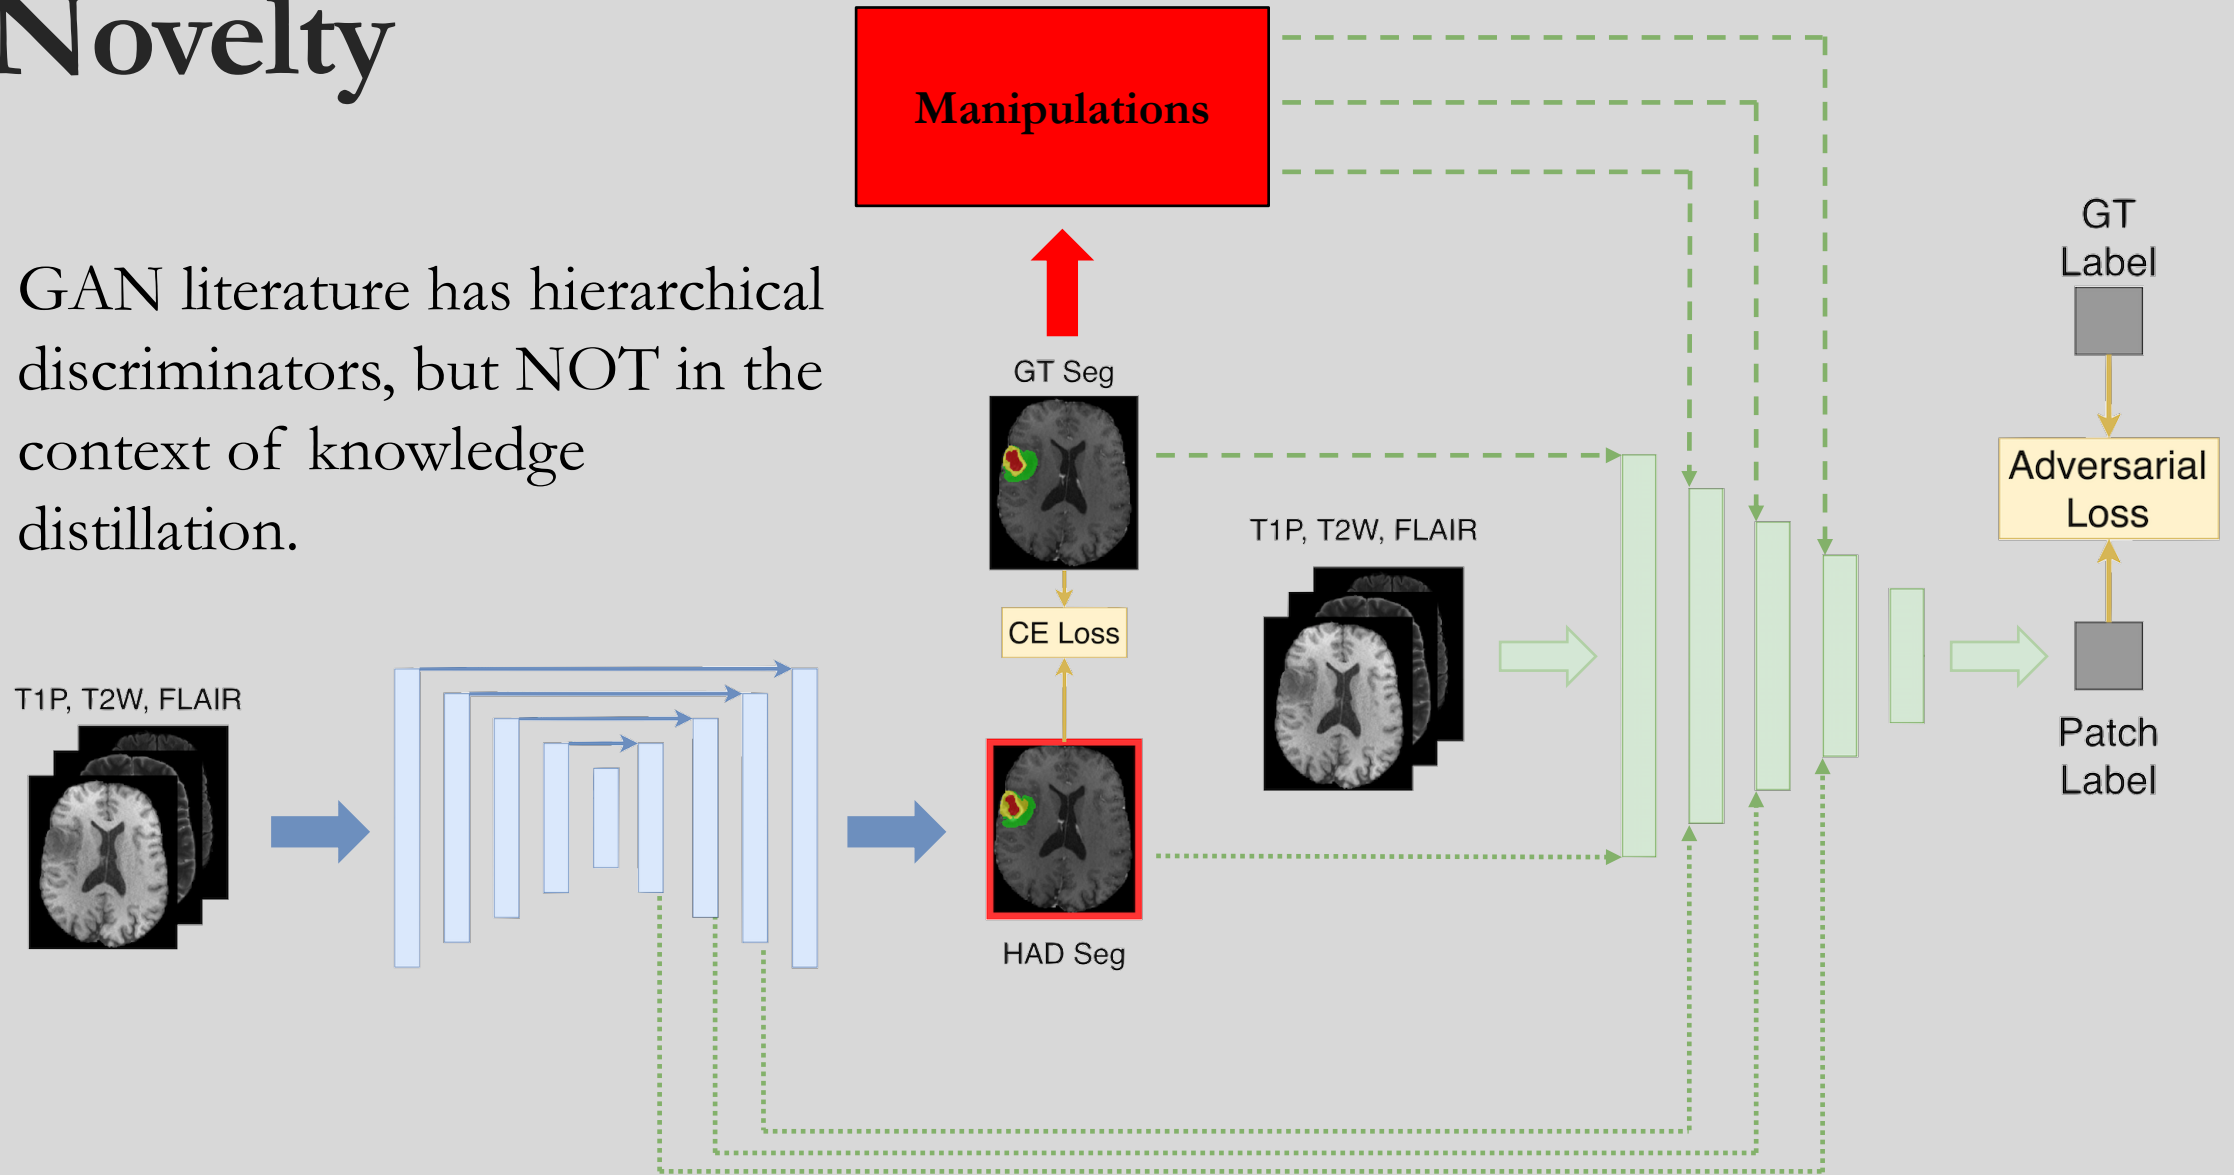 Novelty
GAN literature has hierarchical
discriminators, but NOT in the
context of knowledge
distillation.
Manipulations
GT Seg
CE Loss
HAD Seg
T1P, T2W, FLAIR
T1P, T2W, FLAIR
GT
Label
Adversarial
Loss
Patch
Label